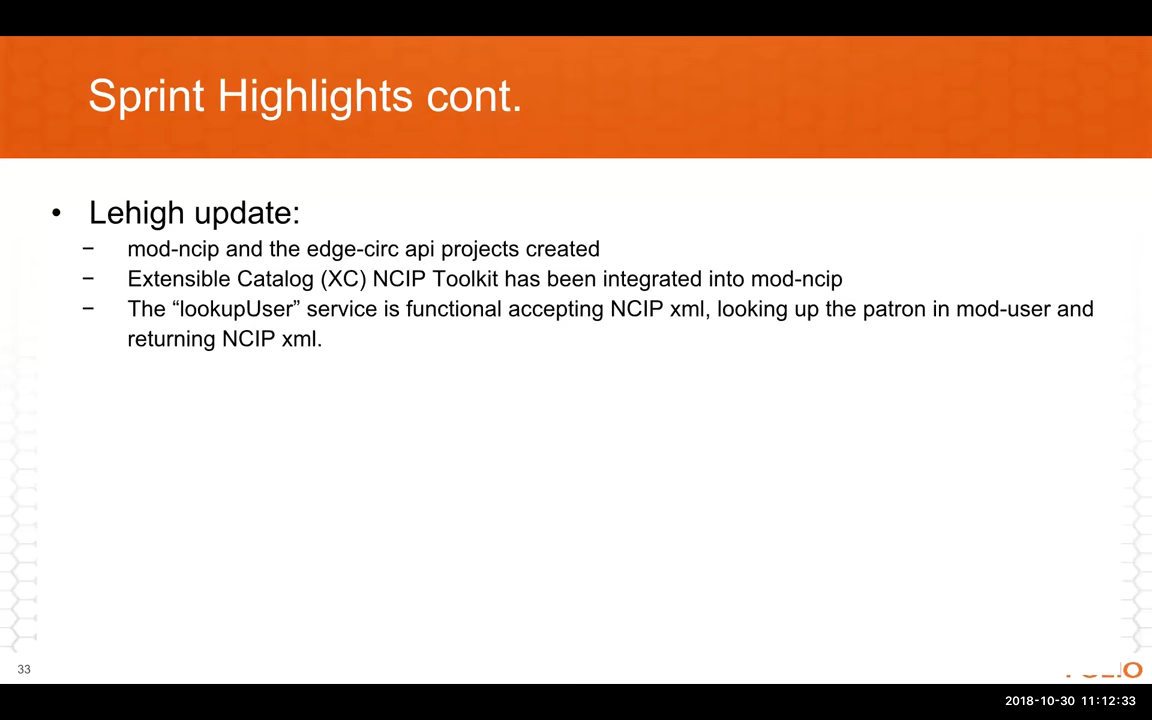 Sprint Highlights cont.
• Lehigh update:
− mod-ncip and the edge-circ api projects created
− Extensible Catalog (XC) NCIP Toolkit has been integrated into mod-ncip
− The “lookupUser” service is functional accepting NCIP xml, looking up the patron in mod-user and
returning NCIP xml.
33
2018-10-30 11:12:33